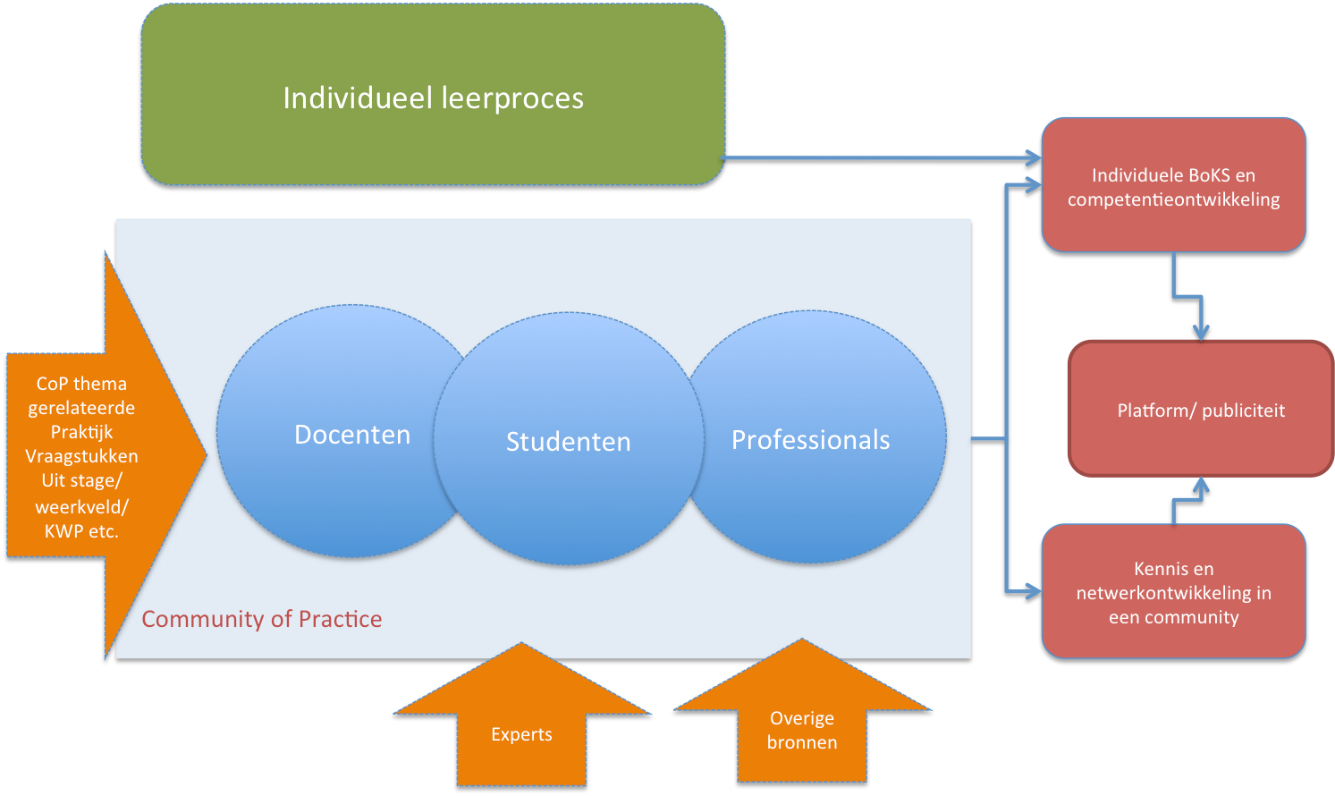 Individueel leerproces
Individuele BoKS en
competentieontwikkeling
CoP thema
gerelateerde
Praktijk
Vraagstukken
Uit stage/
weerkveld/
KWP etc.
Docenten
Studenten
Professionals
Platform/ publiciteit
Community of Practice
Kennis en
netwerkontwikkeling in
een community
Experts
Overige
bronnen